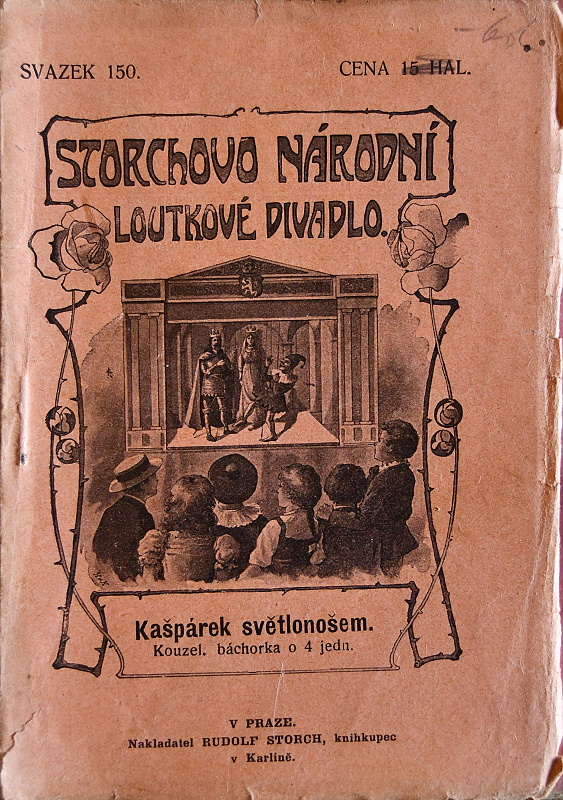 SVAZEK 150.
CENA 15 HAL.
STORCHOVO NÁRODNÍ
LOUTKOVÉ DIVADLO.
Kašpárek světlonošem.
Kouzel. báchorka o 4 jedn.
V PRAZE.
Nakladatel RUDOLF STORCH, knihkupec
v Karlíně.